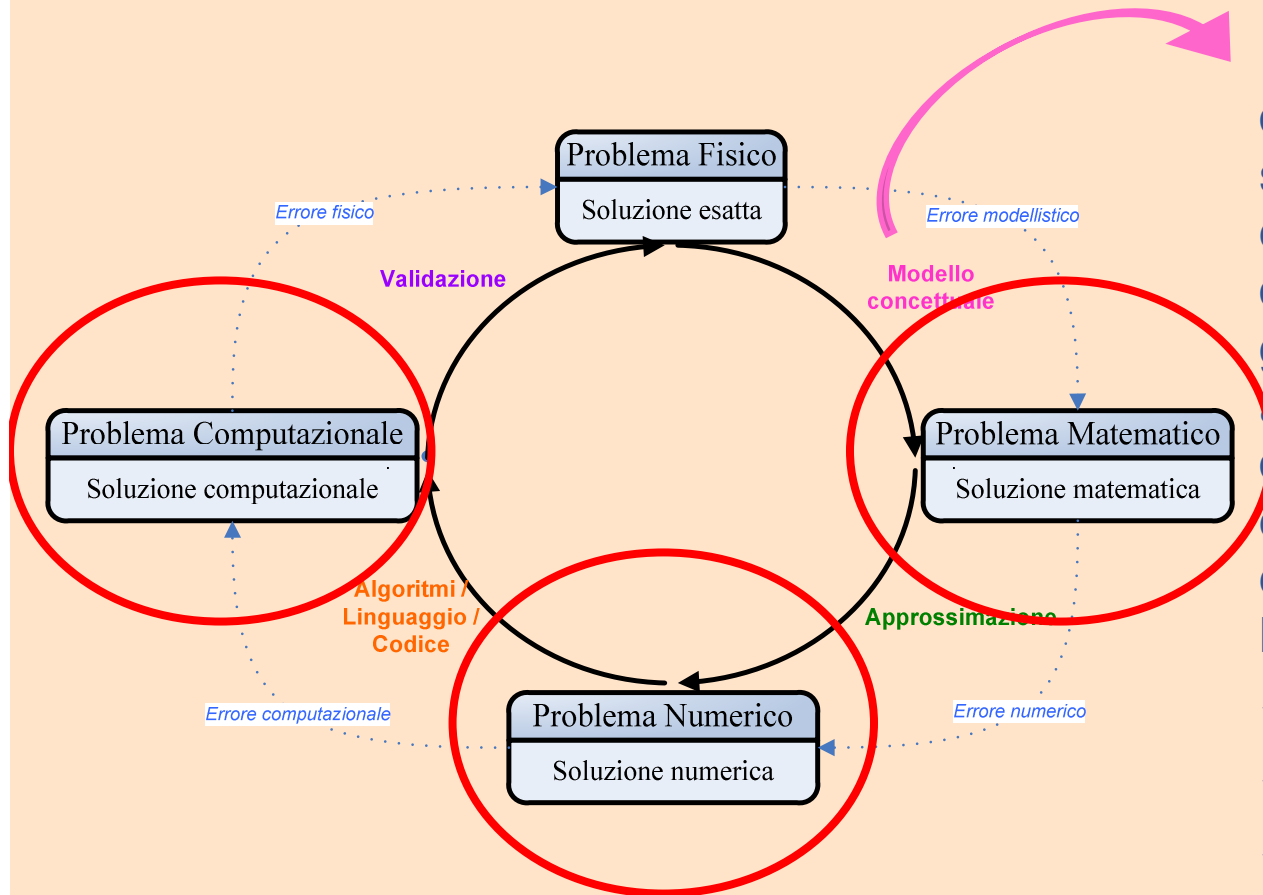 Problema Fisico
Soluzione esatta
Errore fisico
Errore modellistico
Validazione
Modello
concettuale
Problema Computazionale
Soluzione computazionale
Problema Matematico
Soluzione matematica
Algoritmi /
Linguaggio /
Codice
Approssimazione
Errore computazionale
Errore numerico
Problema Numerico
Soluzione numerica